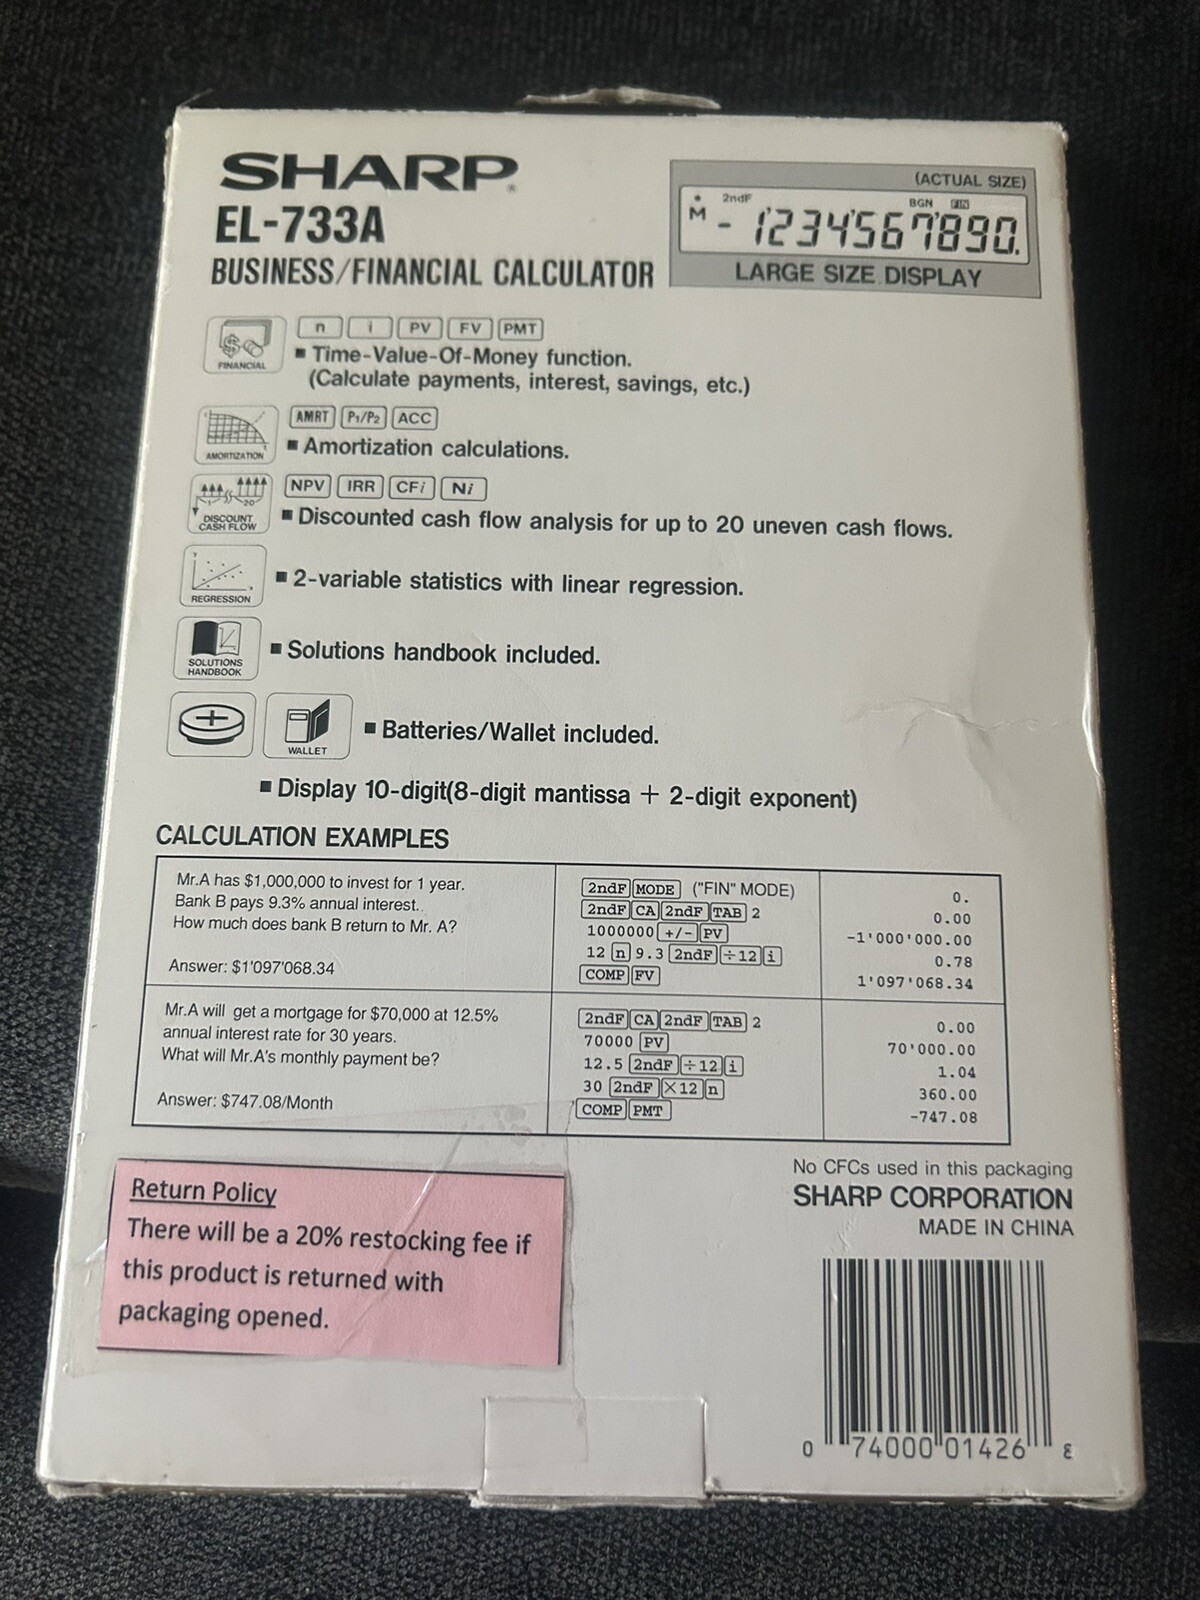 SHARP®
EL-733A
BUSINESS/FINANCIAL CALCULATOR
(ACTUAL SIZE)
2ndF BGN FIN
M -1'234'567'890.
LARGE SIZE DISPLAY
FINANCIAL
n i PV FV PMT
■ Time-Value-Of-Money function.
(Calculate payments, interest, savings, etc.)
AMORTIZATION
AMRT P1/P2 ACC
■ Amortization calculations.
1 20
DISCOUNT
CASH FLOW
NPV IRR CFi Ni
■ Discounted cash flow analysis for up to 20 uneven cash flows.
REGRESSION
■ 2-variable statistics with linear regression.
SOLUTIONS
HANDBOOK
■ Solutions handbook included.
+
WALLET
■ Batteries/Wallet included.
■ Display 10-digit(8-digit mantissa + 2-digit exponent)
CALCULATION EXAMPLES
Mr.A has $1,000,000 to invest for 1 year.
Bank B pays 9.3% annual interest.
How much does bank B return to Mr. A?
Answer: $1'097'068.34
2ndF MODE ("FIN" MODE)
2ndF CA 2ndF TAB 2
1000000 +/- PV
12 n 9.3 2ndF ÷12 i
COMP FV
0.
0.00
-1'000'000.00
0.78
1'097'068.34
Mr.A will get a mortgage for $70,000 at 12.5%
annual interest rate for 30 years.
What will Mr.A's monthly payment be?
Answer: $747.08/Month
2ndF CA 2ndF TAB 2
70000 PV
12.5 2ndF ÷12 i
30 2ndF ×12 n
COMP PMT
0.00
70'000.00
1.04
360.00
-747.08
Return Policy
There will be a 20% restocking fee if
this product is returned with
packaging opened.
No CFCs used in this packaging
SHARP CORPORATION
MADE IN CHINA
0 74000 01426 3